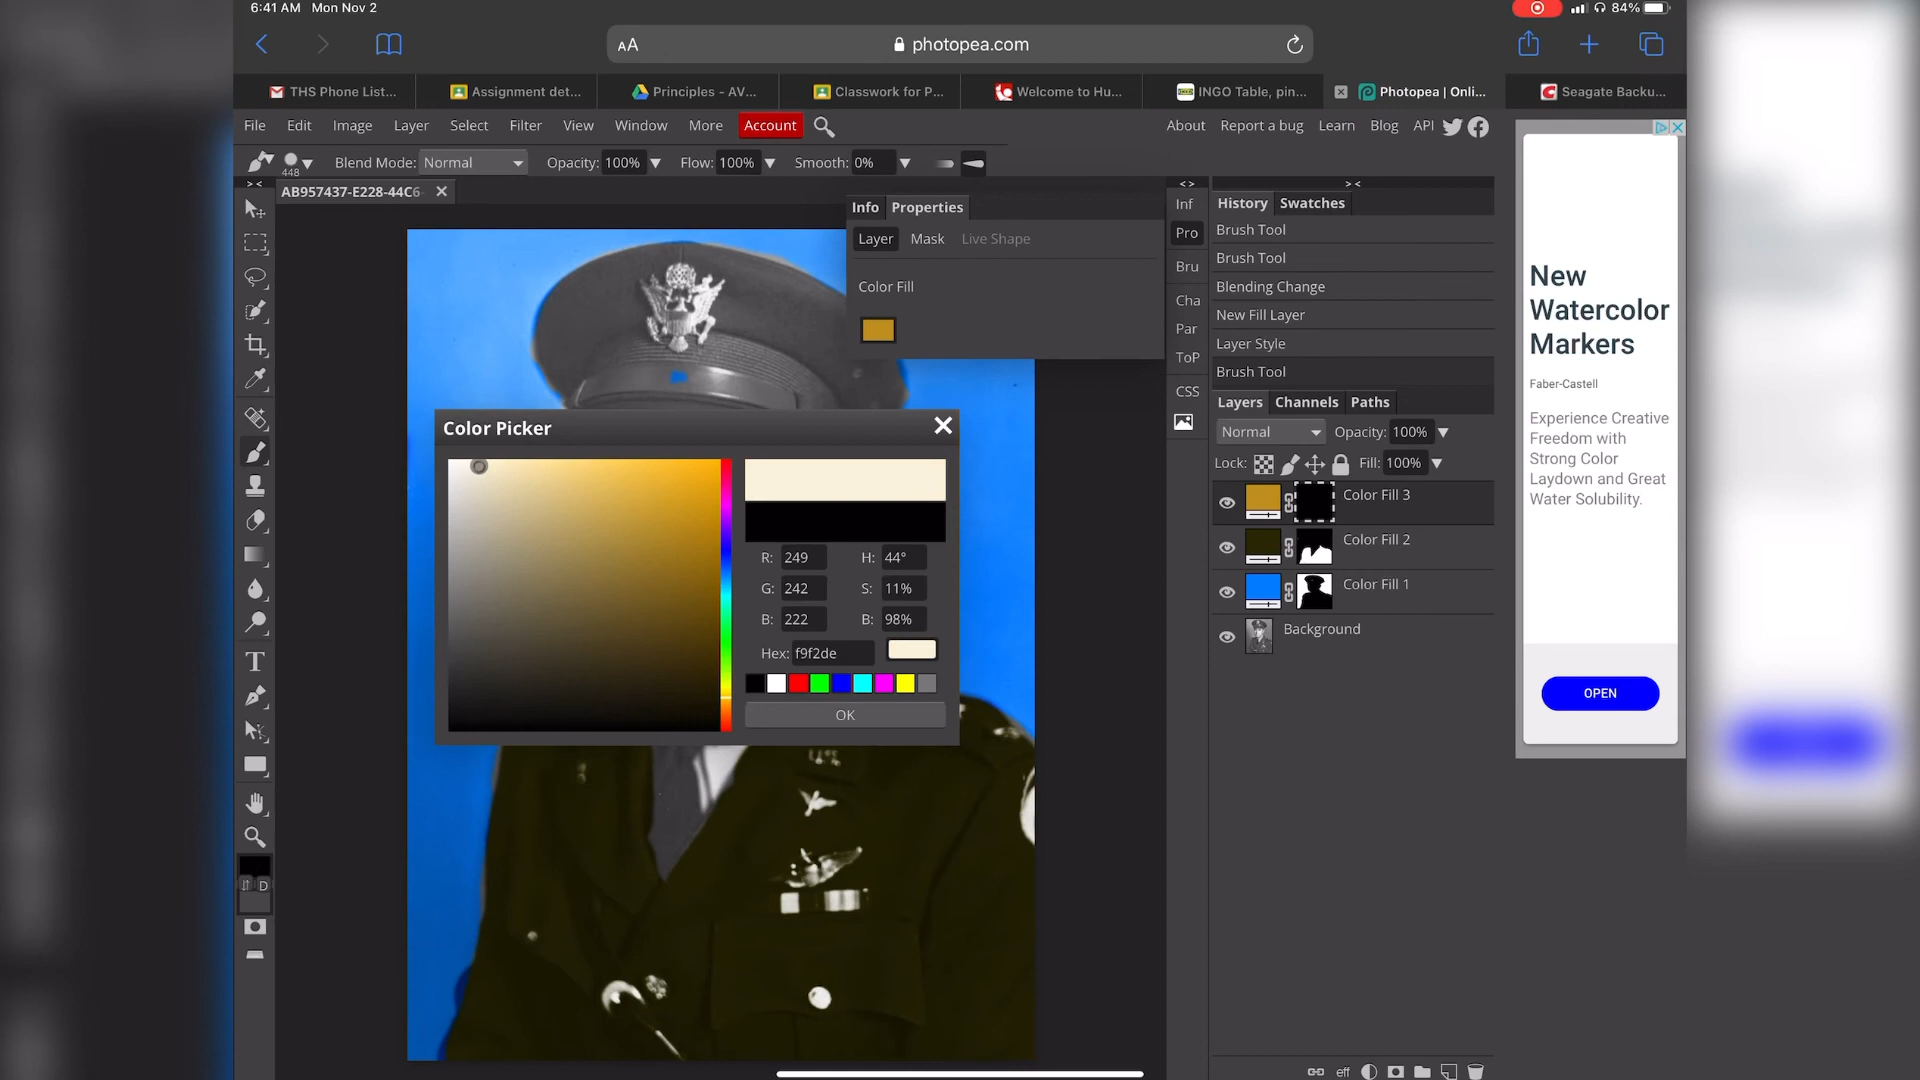 6:41 AM Mon Nov 2
84%
AA
photopea.com
THS Phone List...
Assignment det...
Principles - AV...
Classwork for P...
Welcome to Hu...
INGO Table, pin...
Photopea | Onli...
Seagate Backu...
File Edit Image Layer Select Filter View Window More Account
About Report a bug Learn Blog API
448
Blend Mode: Normal Opacity: 100% Flow: 100% Smooth: 0%
AB957437-E228-44C6-
Info Properties
Layer Mask Live Shape
Color Fill
Inf
Pro
Bru
Cha
Par
ToP
CSS
History Swatches
Brush Tool
Brush Tool
Blending Change
New Fill Layer
Layer Style
Brush Tool
Layers Channels Paths
Normal Opacity: 100%
Lock: Fill: 100%
Color Fill 3
Color Fill 2
Color Fill 1
Background
eff
Color Picker
R: 249 H: 44°
G: 242 S: 11%
B: 222 B: 98%
Hex: f9f2de
OK
T
D
U.S.
New
Watercolor
Markers
Faber-Castell
Experience Creative
Freedom with
Strong Color
Laydown and Great
Water Solubility.
OPEN